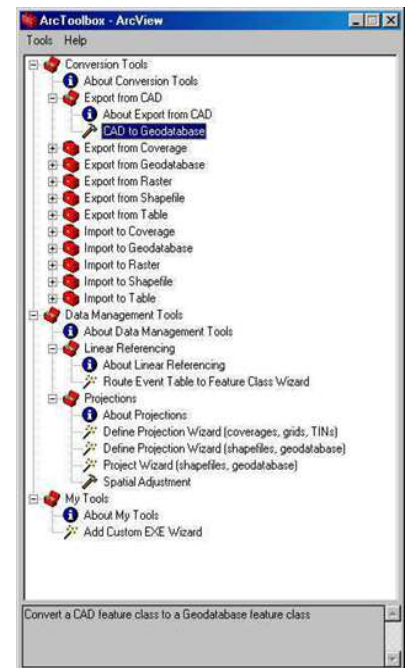 ArcToolbox - ArcView
Tools Help
Conversion Tools
About Conversion Tools
Export from CAD
About Export from CAD
CAD to Geodatabase
Export from Coverage
Export from Geodatabase
Export from Raster
Export from Shapefile
Export from Table
Import to Coverage
Import to Geodatabase
Import to Raster
Import to Shapefile
Import to Table
Data Management Tools
About Data Management Tools
Linear Referencing
About Linear Referencing
Route Event Table to Feature Class Wizard
Projections
About Projections
Define Projection Wizard (coverages, grids, TINs)
Define Projection Wizard (shapefiles, geodatabase)
Project Wizard (shapefiles, geodatabase)
Spatial Adjustment
My Tools
About My Tools
Add Custom EXE Wizard
Convert a CAD feature class to a Geodatabase feature class